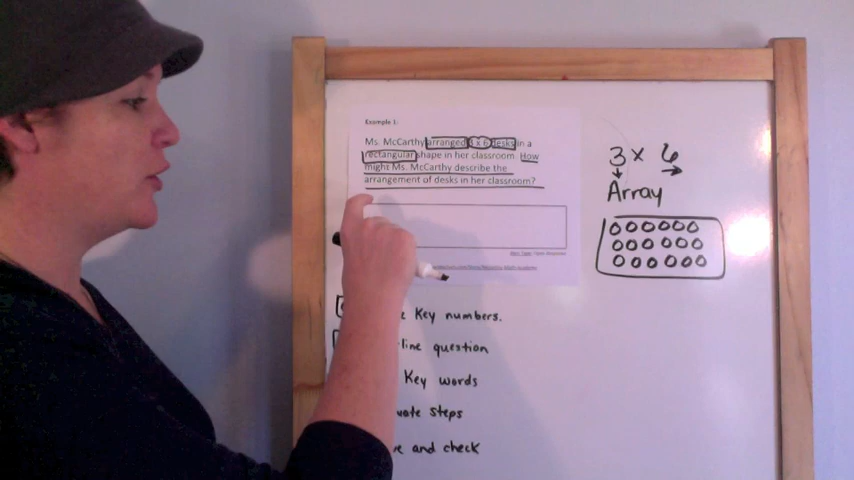 Example 1:
Ms. McCarthy arranged 3 x 6 desks in a
rectangular shape in her classroom. How
might Ms. McCarthy describe the
arrangement of desks in her classroom?
Key numbers.
line question
Key words
steps
and check
3 x 6
Array